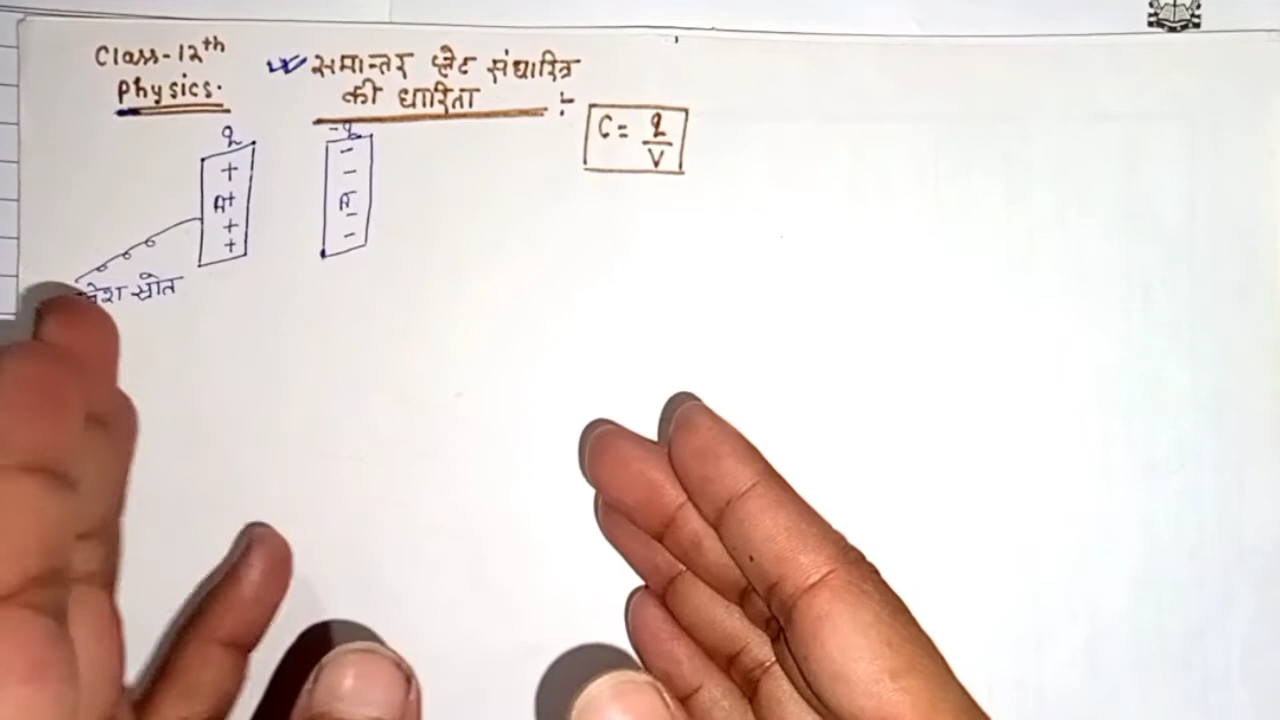 Class-12th
Physics.
समान्तर प्लेट संधारित्र
की धारिता :-
C = q/V
q
-q
+
+
+
+
A
-
-
-
-
A
स्रोत